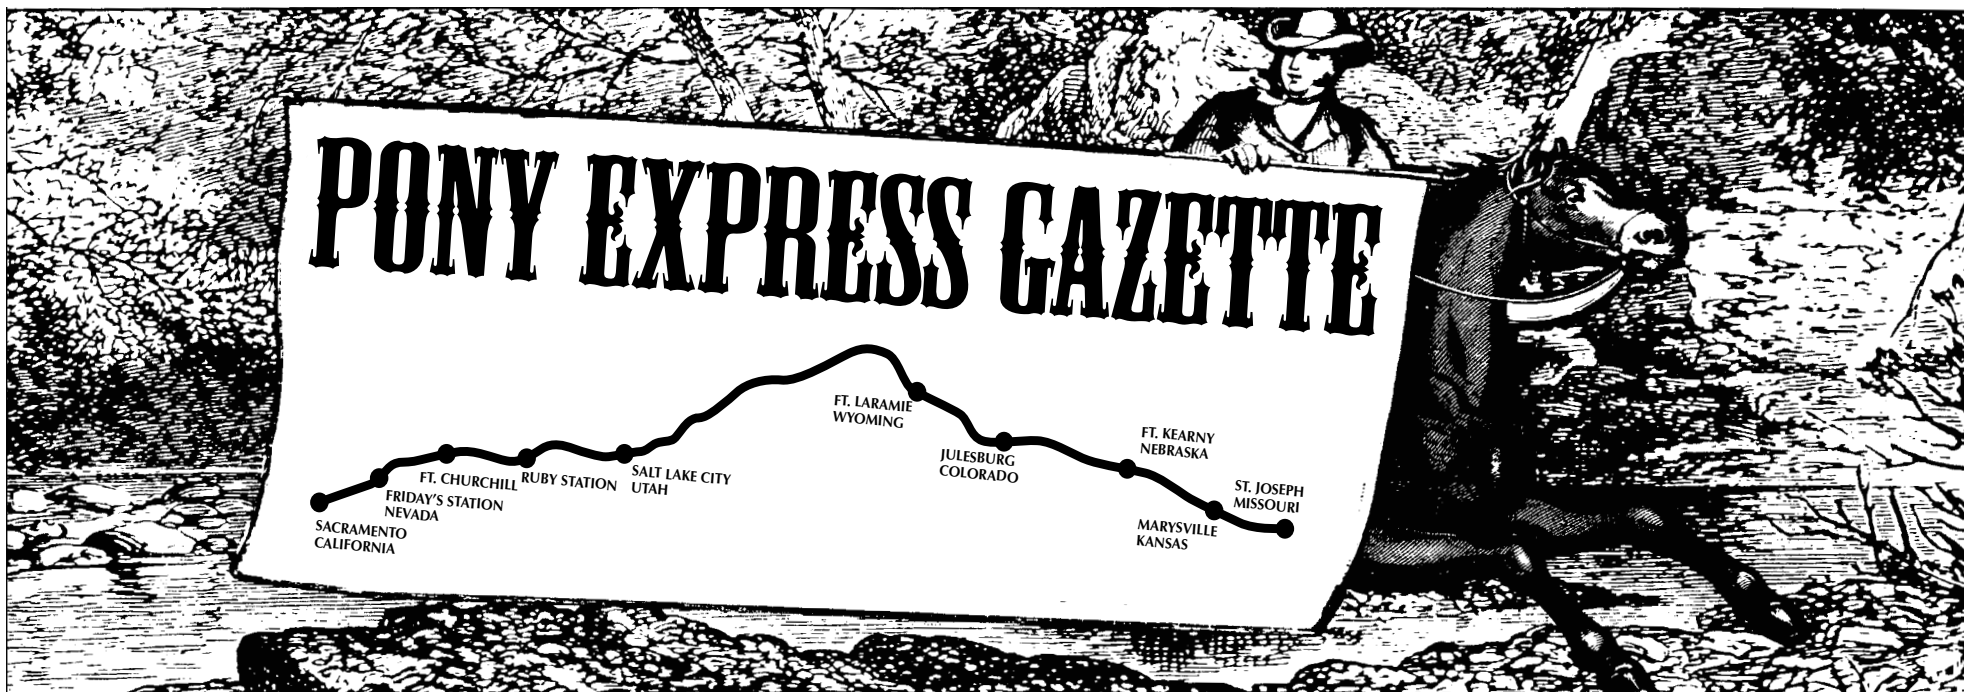 PONY EXPRESS GAZETTE
FT. LARAMIE
WYOMING
FT. KEARNY
NEBRASKA
JULESBURG
COLORADO
ST. JOSEPH
MISSOURI
MARYSVILLE
KANSAS
SALT LAKE CITY
UTAH
RUBY STATION
FT. CHURCHILL
FRIDAY'S STATION
NEVADA
SACRAMENTO
CALIFORNIA